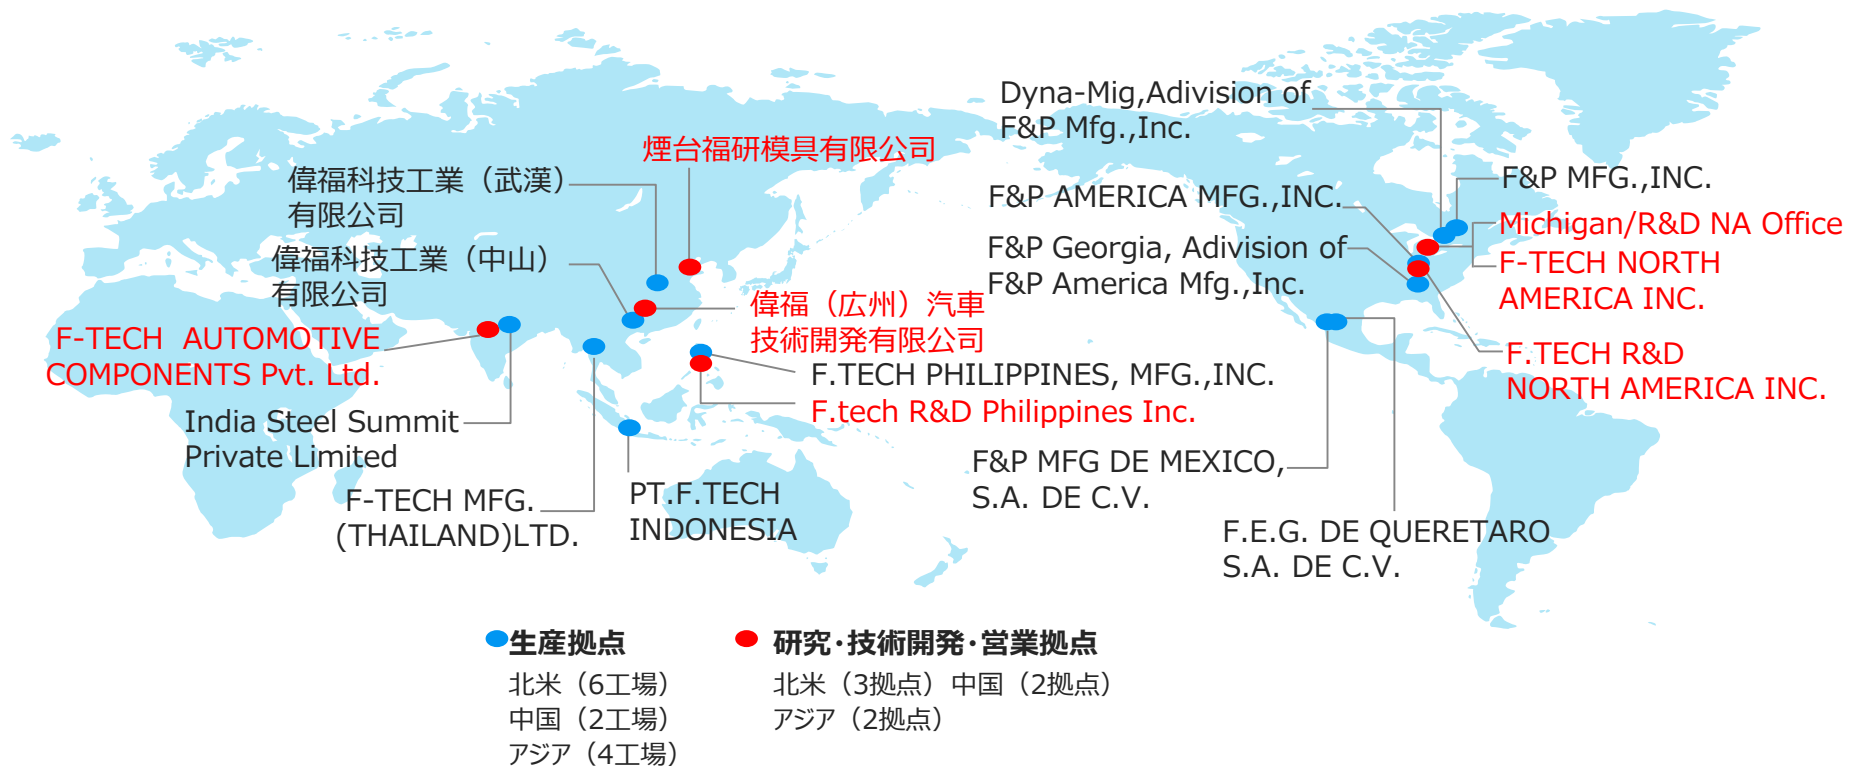 Dyna-Mig,Adivision of
F&P Mfg.,Inc.
煙台福研模具有限公司
偉福科技工業（武漢）
有限公司
F&P AMERICA MFG.,INC.
F&P MFG.,INC.
Michigan/R&D NA Office
偉福科技工業（中山）
有限公司
F&P Georgia, Adivision of
F&P America Mfg.,Inc.
F-TECH NORTH
AMERICA INC.
偉福（広州）汽車
技術開発有限公司
F-TECH AUTOMOTIVE
COMPONENTS Pvt. Ltd.
F.TECH R&D
NORTH AMERICA INC.
F.TECH PHILIPPINES, MFG.,INC.
F.tech R&D Philippines Inc.
India Steel Summit
Private Limited
F&P MFG DE MEXICO,
S.A. DE C.V.
F-TECH MFG.
(THAILAND)LTD.
PT.F.TECH
INDONESIA
F.E.G. DE QUERETARO
S.A. DE C.V.
生産拠点
北米（6工場）
中国（2工場）
アジア（4工場）
研究･技術開発･営業拠点
北米（3拠点）中国（2拠点）
アジア（2拠点）